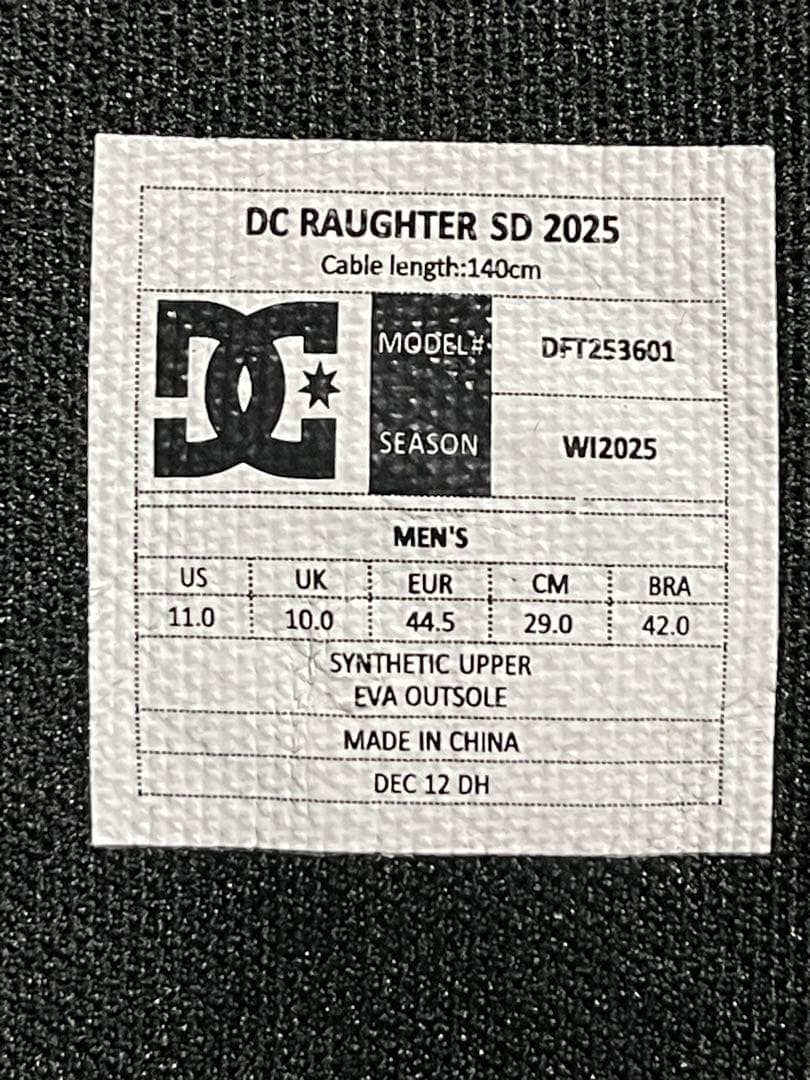 DC RAUGHTER SD 2025
Cable length:140cm
DC
MODEL# DFT253601
SEASON WI2025
MEN'S
US UK EUR CM BRA
11.0 10.0 44.5 29.0 42.0
SYNTHETIC UPPER
EVA OUTSOLE
MADE IN CHINA
DEC 12 DH